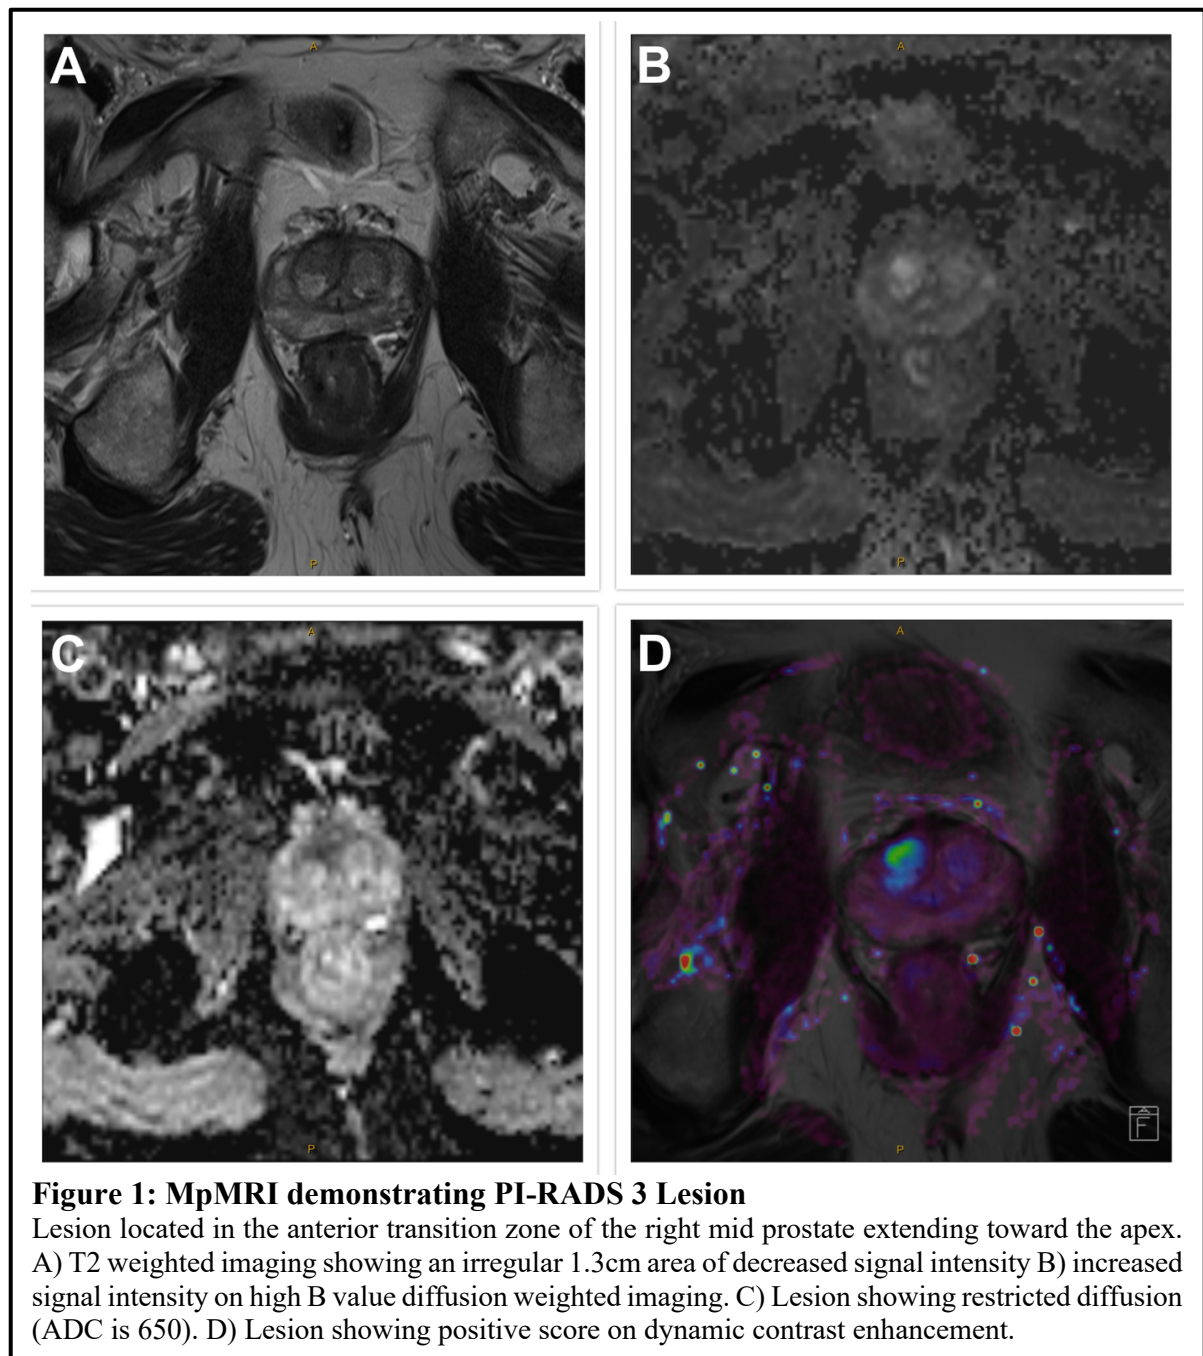 A
A
P
B
A
P
C
A
P
D
A
P
F
Figure 1: MpMRI demonstrating PI-RADS 3 Lesion
Lesion located in the anterior transition zone of the right mid prostate extending toward the apex.
A) T2 weighted imaging showing an irregular 1.3cm area of decreased signal intensity B) increased
signal intensity on high B value diffusion weighted imaging. C) Lesion showing restricted diffusion
(ADC is 650). D) Lesion showing positive score on dynamic contrast enhancement.